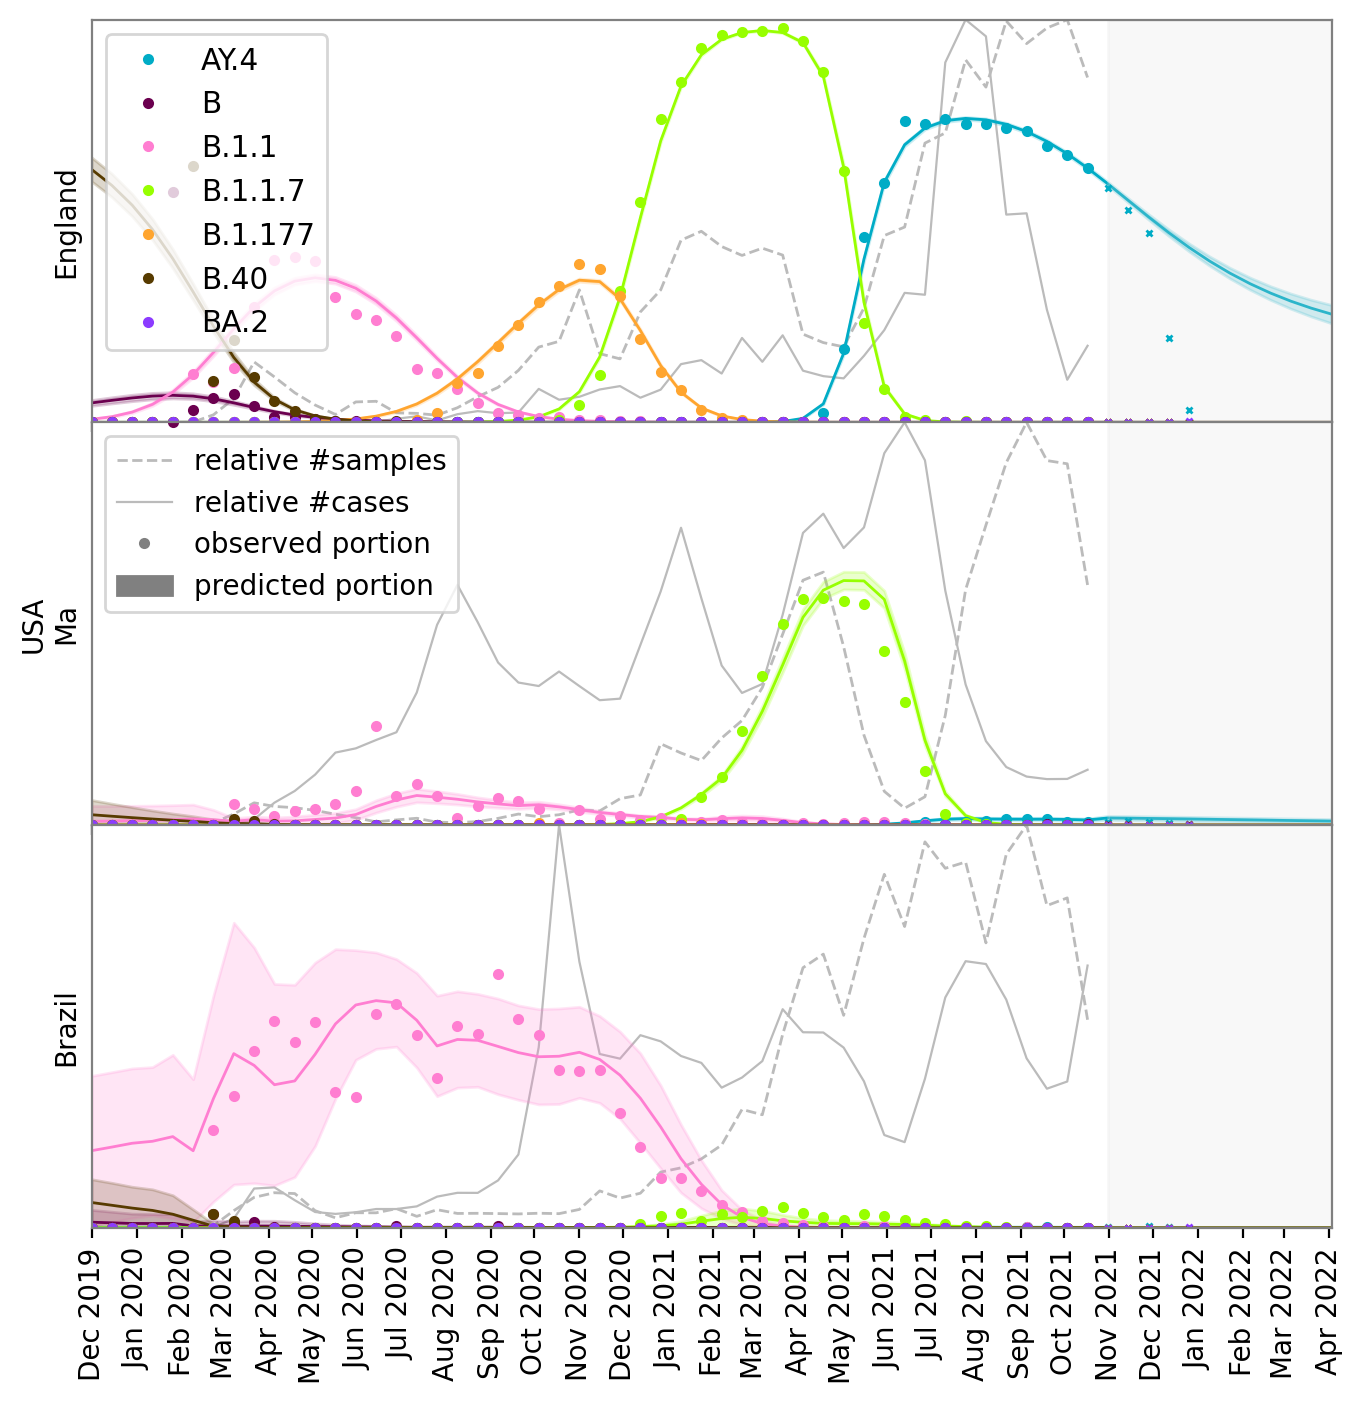 England
AY.4
B
B.1.1
B.1.1.7
B.1.177
B.40
BA.2
USA
Ma
relative #samples
relative #cases
observed portion
predicted portion
Brazil
Dec 2019
Jan 2020
Feb 2020
Mar 2020
Apr 2020
May 2020
Jun 2020
Jul 2020
Aug 2020
Sep 2020
Oct 2020
Nov 2020
Dec 2020
Jan 2021
Feb 2021
Mar 2021
Apr 2021
May 2021
Jun 2021
Jul 2021
Aug 2021
Sep 2021
Oct 2021
Nov 2021
Dec 2021
Jan 2022
Feb 2022
Mar 2022
Apr 2022